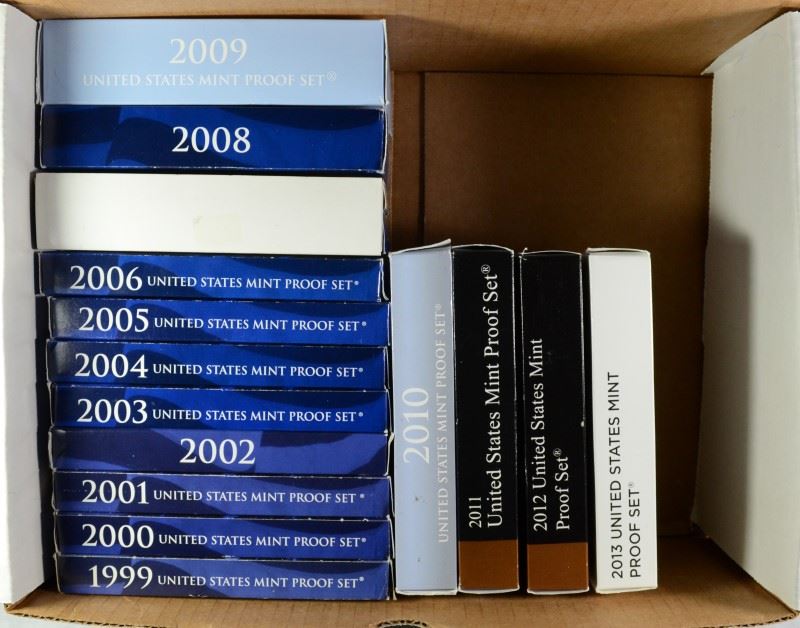 2009
UNITED STATES MINT PROOF SET®
2008
2006 UNITED STATES MINT PROOF SET®
2005 UNITED STATES MINT PROOF SET®
2004 UNITED STATES MINT PROOF SET®
2003 UNITED STATES MINT PROOF SET®
2002
2001 UNITED STATES MINT PROOF SET®
2000 UNITED STATES MINT PROOF SET®
1999 UNITED STATES MINT PROOF SET®
2010
UNITED STATES MINT PROOF SET®
2011
United States Mint Proof Set®
2012 United States Mint
Proof Set®
2013 UNITED STATES MINT
PROOF SET®